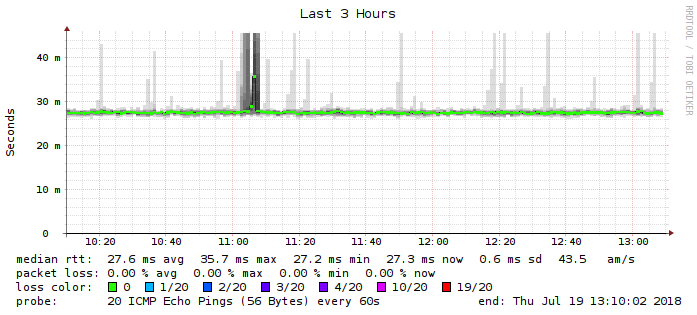 Last 3 Hours
RRDTOOL / TOBI OETIKER
Seconds
40 m
30 m
20 m
10 m
0
10:20 10:40 11:00 11:20 11:40 12:00 12:20 12:40 13:00
median rtt: 27.6 ms avg 35.7 ms max 27.2 ms min 27.3 ms now 0.6 ms sd 43.5 am/s
packet loss: 0.00 % avg 0.00 % max 0.00 % min 0.00 % now
loss color: 0 1/20 2/20 3/20 4/20 10/20 19/20
probe: 20 ICMP Echo Pings (56 Bytes) every 60s end: Thu Jul 19 13:10:02 2018